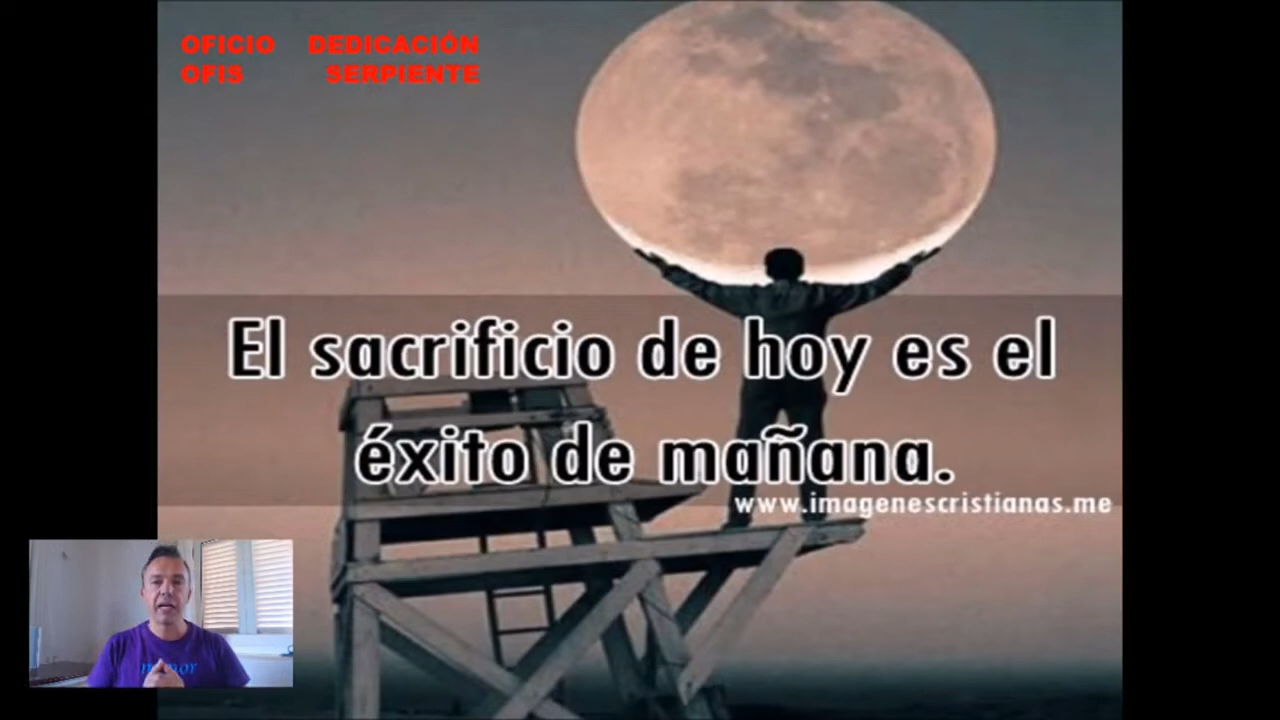 OFICIO DEDICACIÓN
OFIS SERPIENTE
El sacrificio de hoy es el
éxito de mañana.
www.imagenescristianas.me